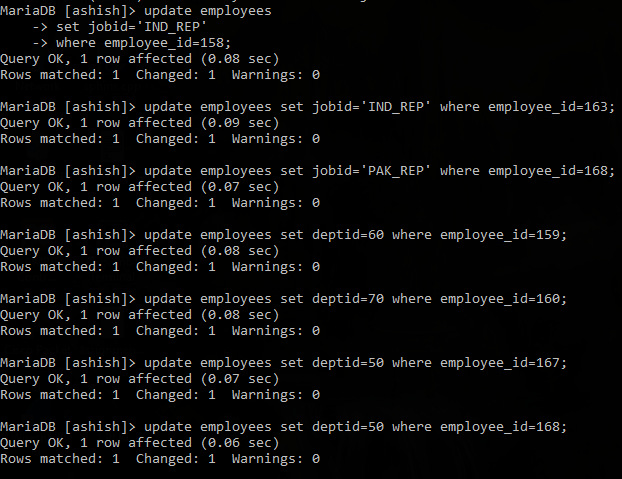 MariaDB [ashish]> update employees
    -> set jobid='IND_REP'
    -> where employee_id=158;
Query OK, 1 row affected (0.08 sec)
Rows matched: 1  Changed: 1  Warnings: 0

MariaDB [ashish]> update employees set jobid='IND_REP' where employee_id=163;
Query OK, 1 row affected (0.09 sec)
Rows matched: 1  Changed: 1  Warnings: 0

MariaDB [ashish]> update employees set jobid='PAK_REP' where employee_id=168;
Query OK, 1 row affected (0.07 sec)
Rows matched: 1  Changed: 1  Warnings: 0

MariaDB [ashish]> update employees set deptid=60 where employee_id=159;
Query OK, 1 row affected (0.08 sec)
Rows matched: 1  Changed: 1  Warnings: 0

MariaDB [ashish]> update employees set deptid=70 where employee_id=160;
Query OK, 1 row affected (0.08 sec)
Rows matched: 1  Changed: 1  Warnings: 0

MariaDB [ashish]> update employees set deptid=50 where employee_id=167;
Query OK, 1 row affected (0.07 sec)
Rows matched: 1  Changed: 1  Warnings: 0

MariaDB [ashish]> update employees set deptid=50 where employee_id=168;
Query OK, 1 row affected (0.06 sec)
Rows matched: 1  Changed: 1  Warnings: 0